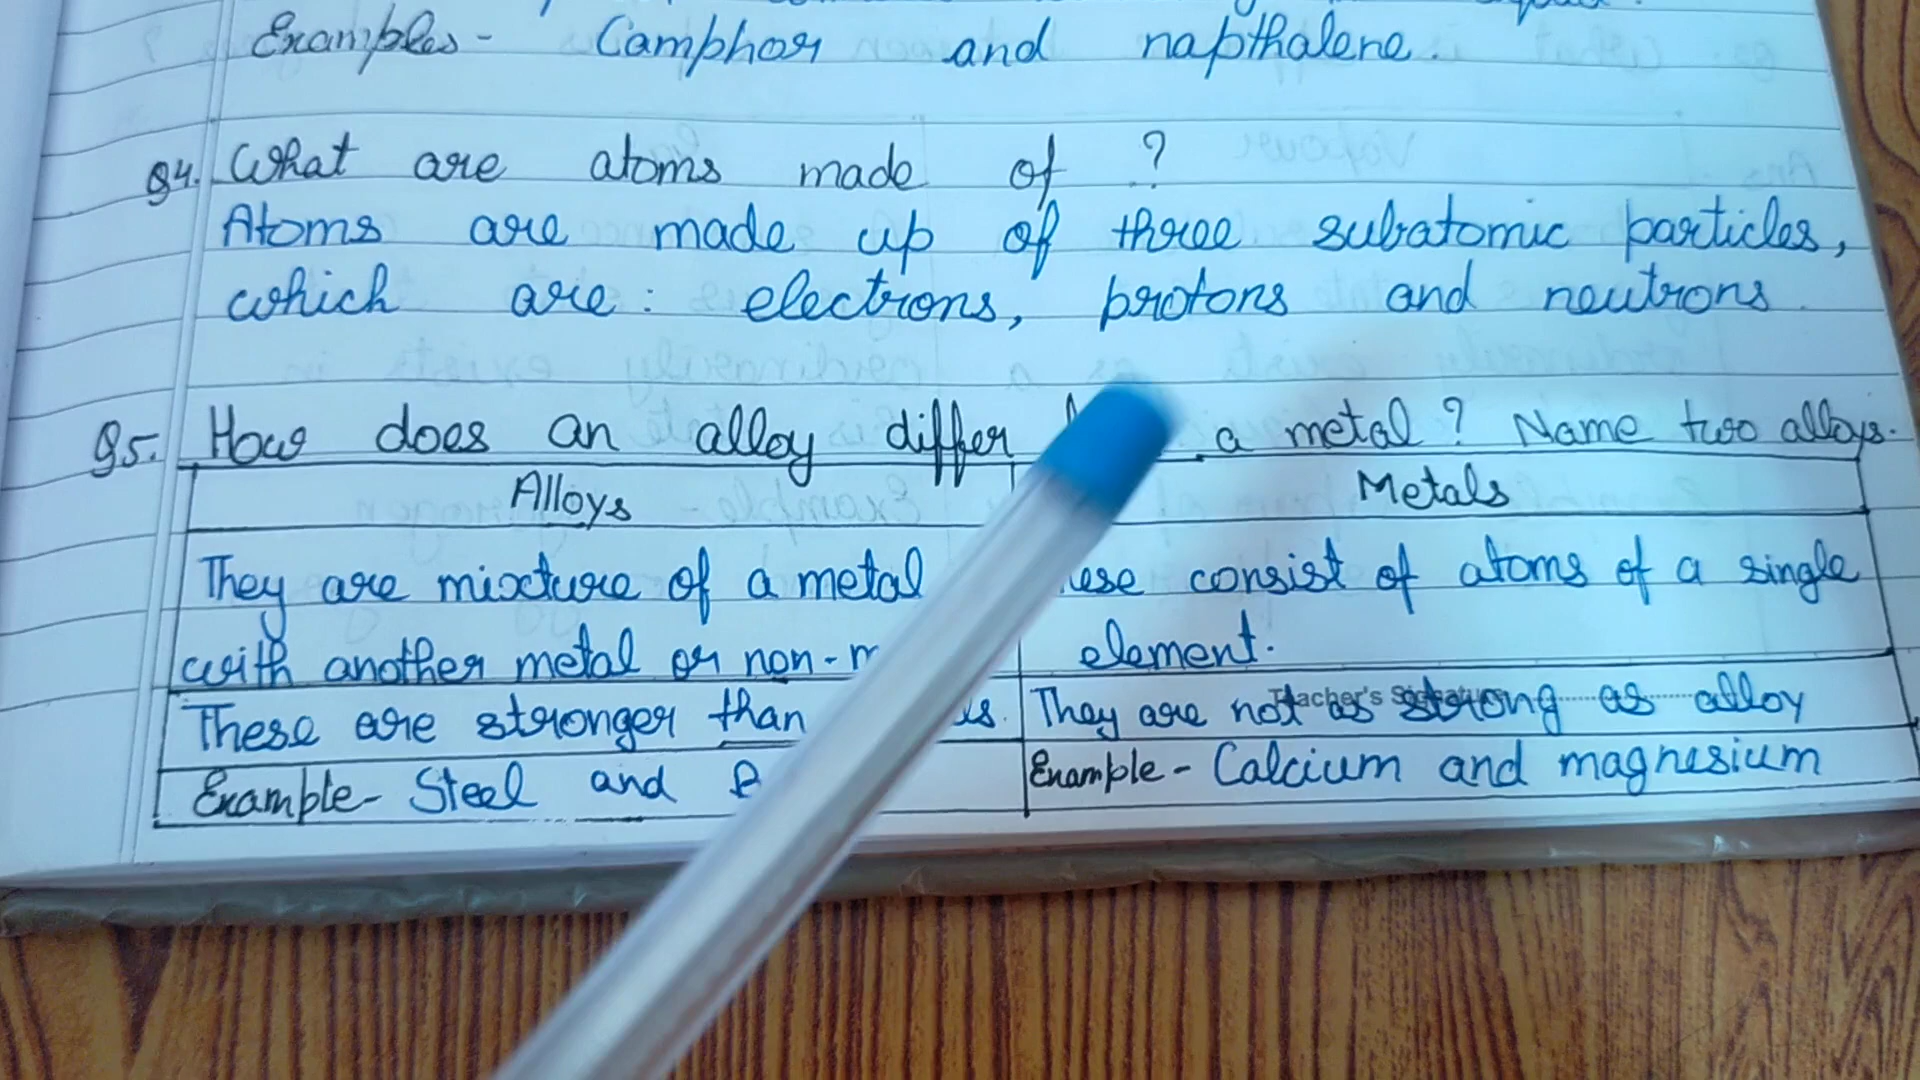 Examples - Camphor and napthalene.
Q4. What are atoms made of ?
Atoms are made up of three subatomic particles,
which are : electrons, protons and neutrons.
Q5. How does an alloy differ a metal ? Name two alloys.
Alloys
They are mixture of a metal
with another metal or non-
These are stronger than
Example - Steel and
Metals
consist of atoms of a single
element.
They are not as strong as alloy
Teacher's Signature
Example - Calcium and magnesium